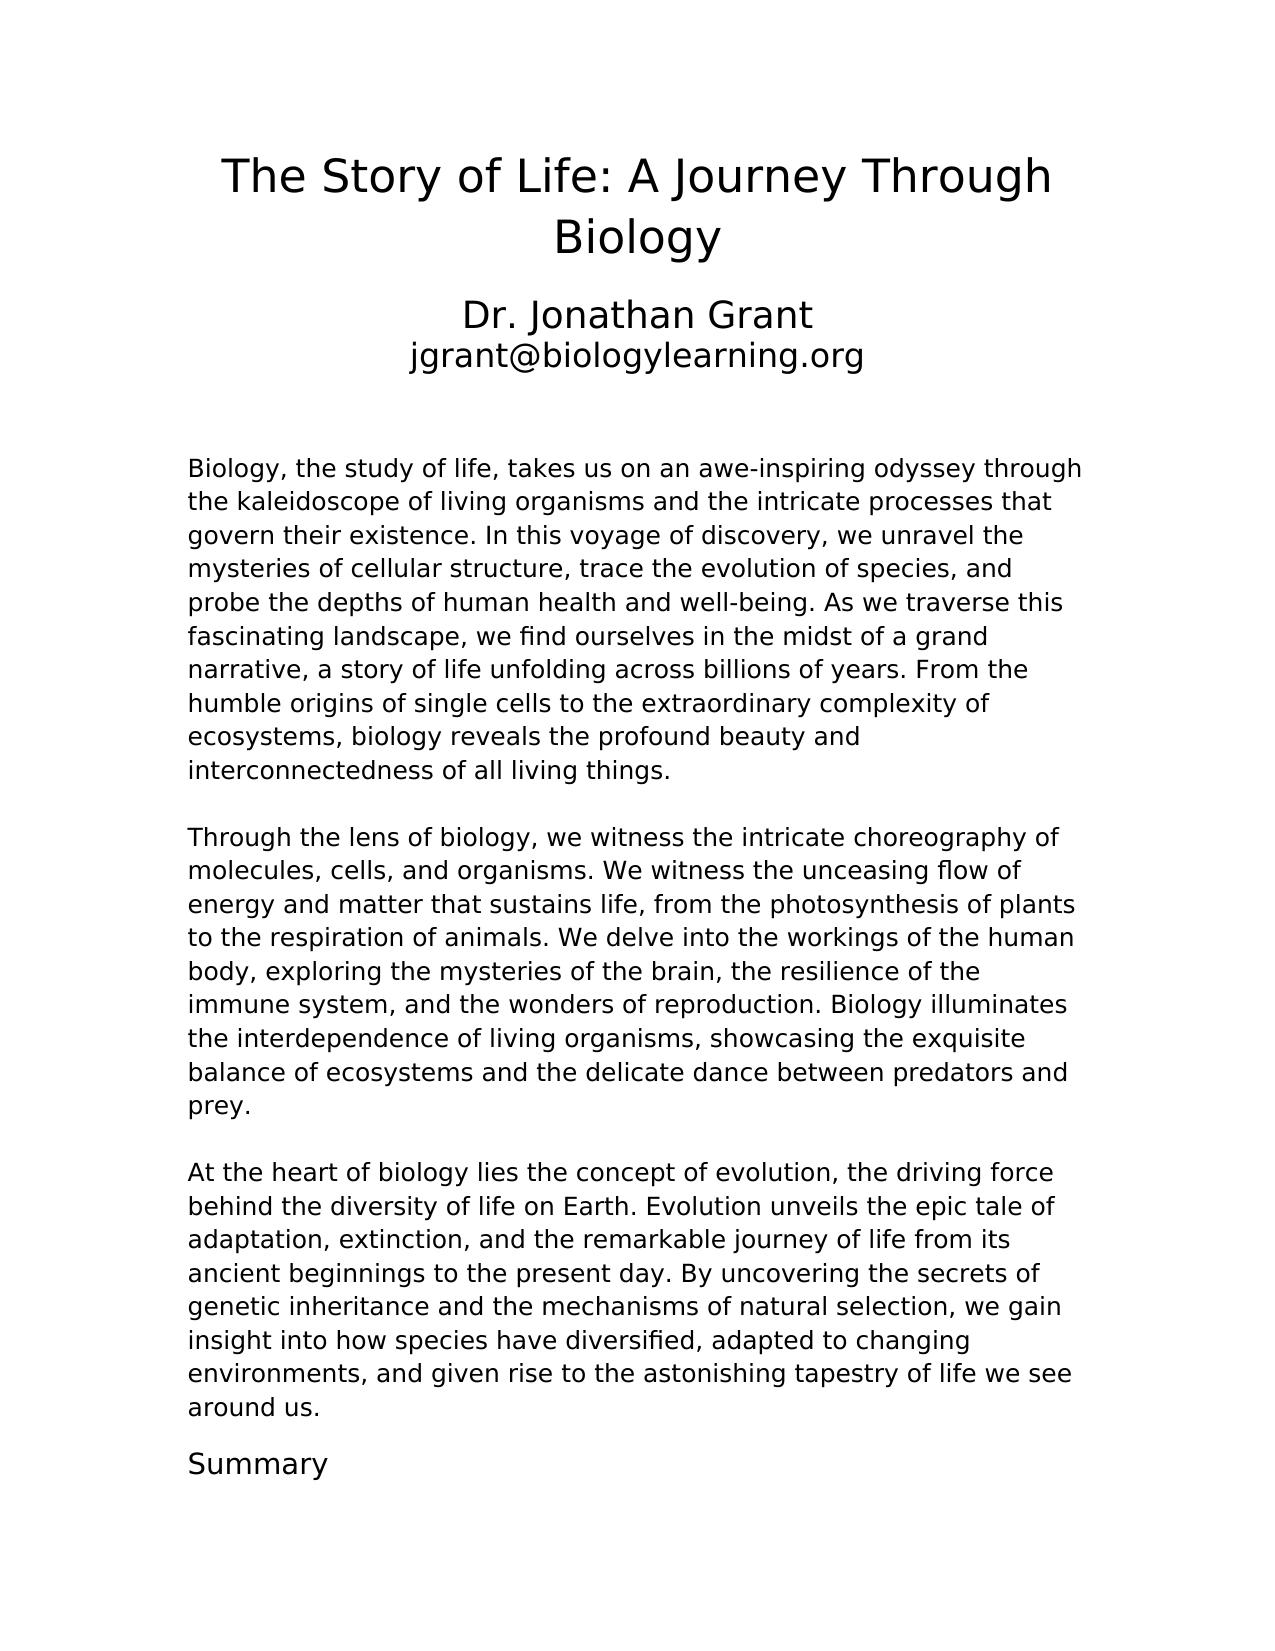 The Story of Life: A Journey Through
Biology
Dr. Jonathan Grant
jgrant@biologylearning.org
Biology, the study of life, takes us on an awe-inspiring odyssey through
the kaleidoscope of living organisms and the intricate processes that
govern their existence. In this voyage of discovery, we unravel the
mysteries of cellular structure, trace the evolution of species, and
probe the depths of human health and well-being. As we traverse this
fascinating landscape, we find ourselves in the midst of a grand
narrative, a story of life unfolding across billions of years. From the
humble origins of single cells to the extraordinary complexity of
ecosystems, biology reveals the profound beauty and
interconnectedness of all living things.
Through the lens of biology, we witness the intricate choreography of
molecules, cells, and organisms. We witness the unceasing flow of
energy and matter that sustains life, from the photosynthesis of plants
to the respiration of animals. We delve into the workings of the human
body, exploring the mysteries of the brain, the resilience of the
immune system, and the wonders of reproduction. Biology illuminates
the interdependence of living organisms, showcasing the exquisite
balance of ecosystems and the delicate dance between predators and
prey.
At the heart of biology lies the concept of evolution, the driving force
behind the diversity of life on Earth. Evolution unveils the epic tale of
adaptation, extinction, and the remarkable journey of life from its
ancient beginnings to the present day. By uncovering the secrets of
genetic inheritance and the mechanisms of natural selection, we gain
insight into how species have diversified, adapted to changing
environments, and given rise to the astonishing tapestry of life we see
around us.
Summary